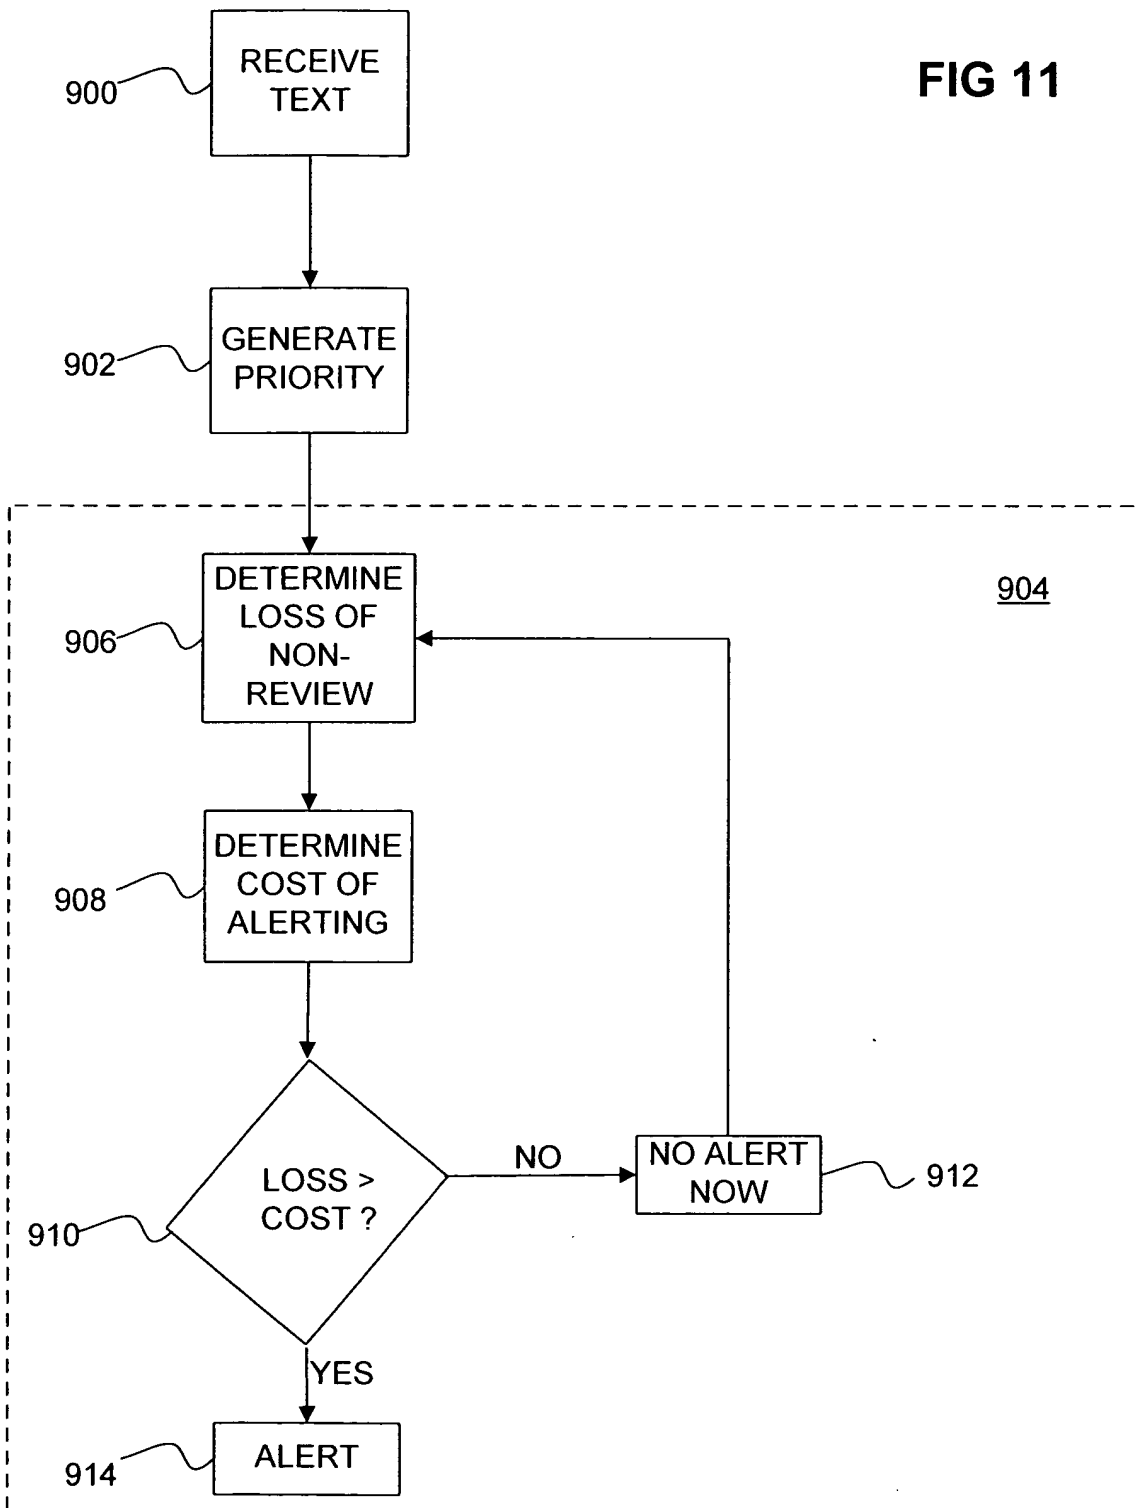 FIG 11
900
RECEIVE
TEXT
902
GENERATE
PRIORITY
904
906
DETERMINE
LOSS OF
NON-
REVIEW
908
DETERMINE
COST OF
ALERTING
910
LOSS >
COST ?
NO
NO ALERT
NOW
912
YES
914
ALERT